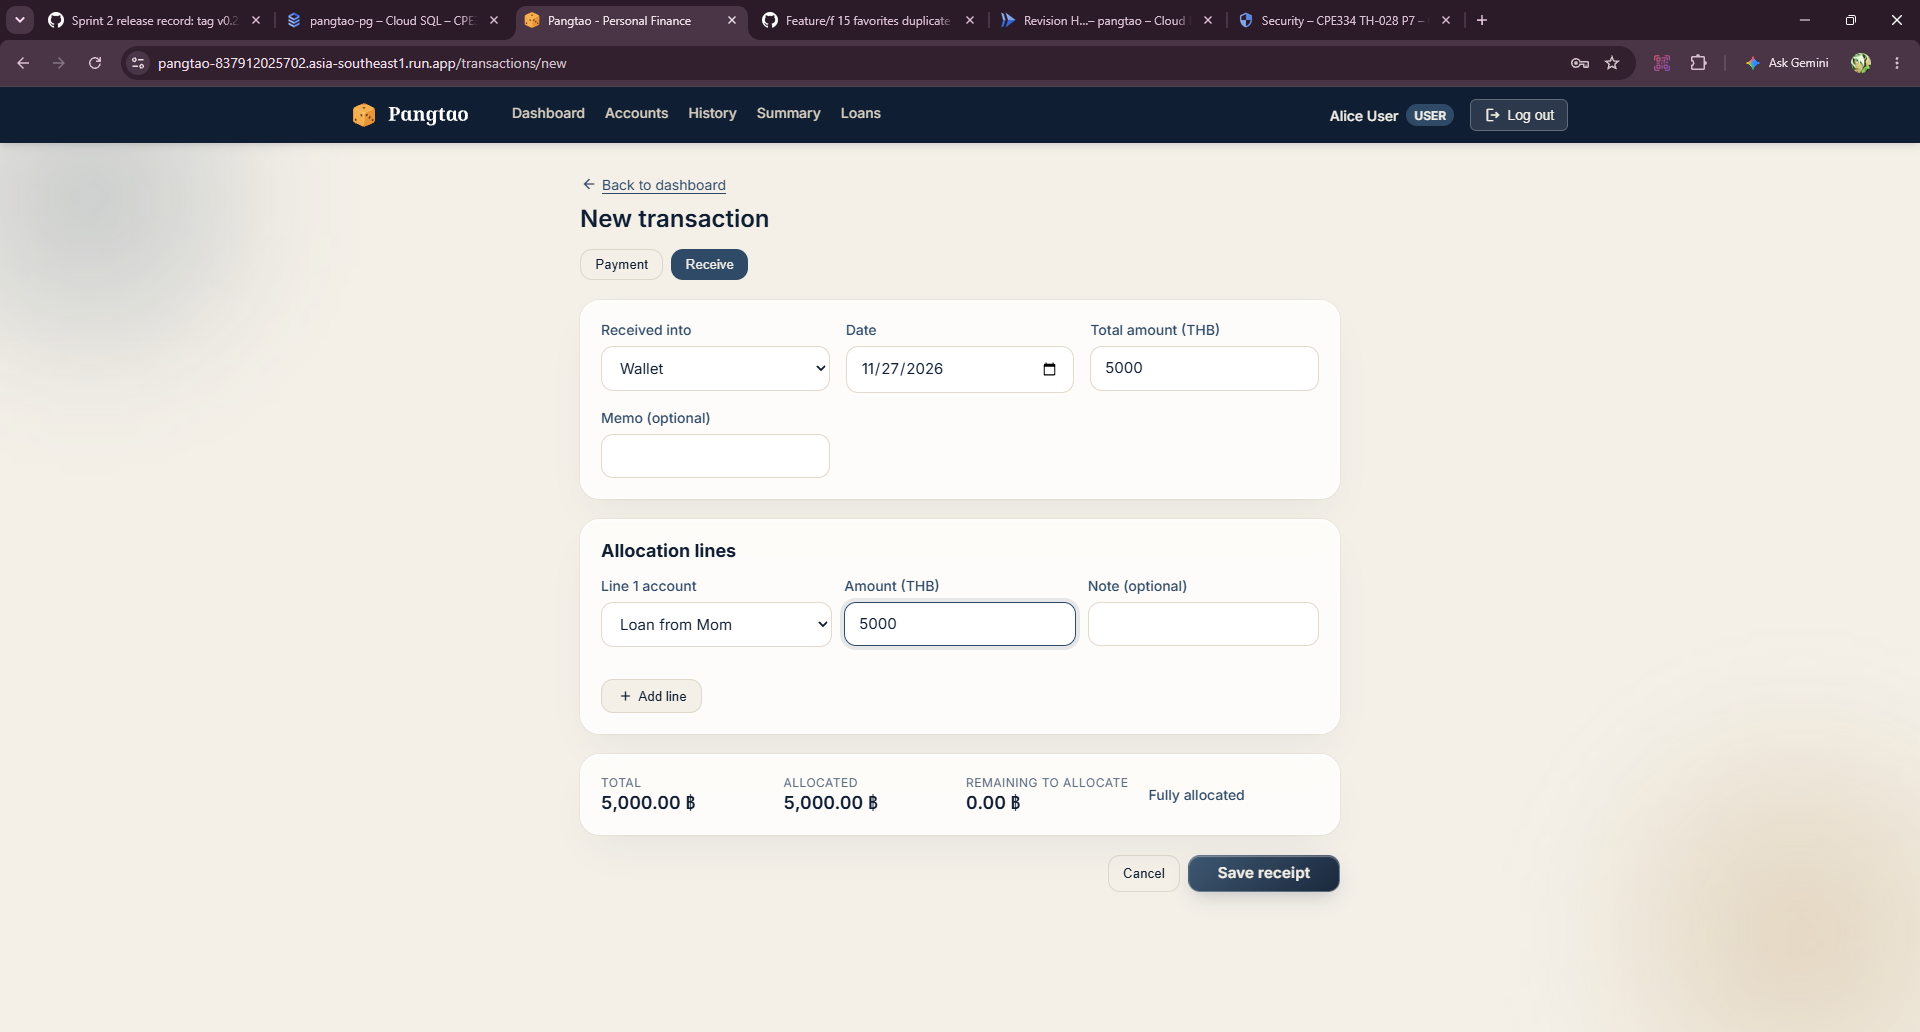 Sprint 2 release record: tag v0.2
pangtao-pg – Cloud SQL – CPE
Pangtao - Personal Finance
Feature/f 15 favorites duplicate
Revision H...– pangtao – Cloud
Security – CPE334 TH-028 P7 –
pangtao-837912025702.asia-southeast1.run.app/transactions/new
Ask Gemini
Pangtao
Dashboard
Accounts
History
Summary
Loans
Alice User
USER
Log out
Back to dashboard
New transaction
Payment
Receive
Received into
Date
Total amount (THB)
Wallet
11/27/2026
5000
Memo (optional)
Allocation lines
Line 1 account
Amount (THB)
Note (optional)
Loan from Mom
5000
+ Add line
TOTAL
ALLOCATED
REMAINING TO ALLOCATE
5,000.00 ฿
5,000.00 ฿
0.00 ฿
Fully allocated
Cancel
Save receipt